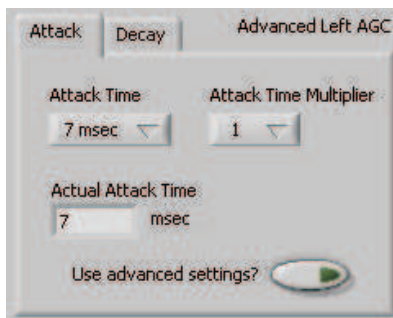 Attack Decay Advanced Left AGC
Attack Time Attack Time Multiplier
7 msec 1
Actual Attack Time
7 msec
Use advanced settings?